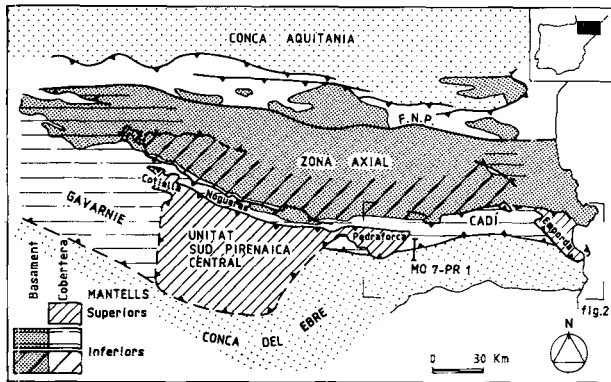 CONCA AQUITANIA
F.N.P.
ZONA AXIAL
Cotiella
Nogueres
GAVARNIE
CADÍ
Empordà
Pedraforca
UNITAT
SUD PIRENAICA
CENTRAL
MO 7-PR 1
Basament
Cobertera
MANTELLS
Superiors
Inferiors
CONCA DEL EBRE
fig.2
0 30 Km
N